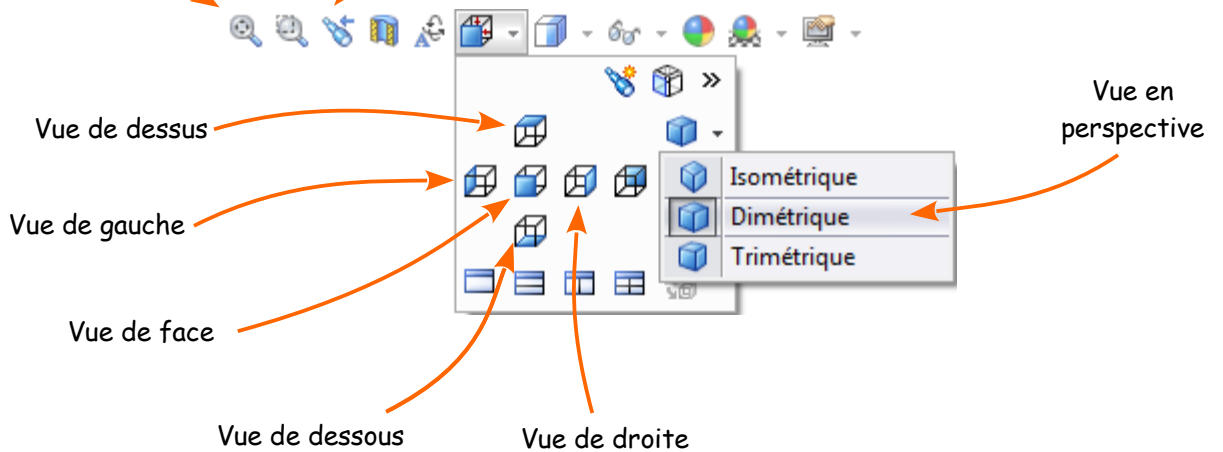 Vue de dessus
Vue en
perspective
Isométrique
Vue de gauche
Dimétrique
Trimétrique
Vue de face
Vue de dessous
Vue de droite